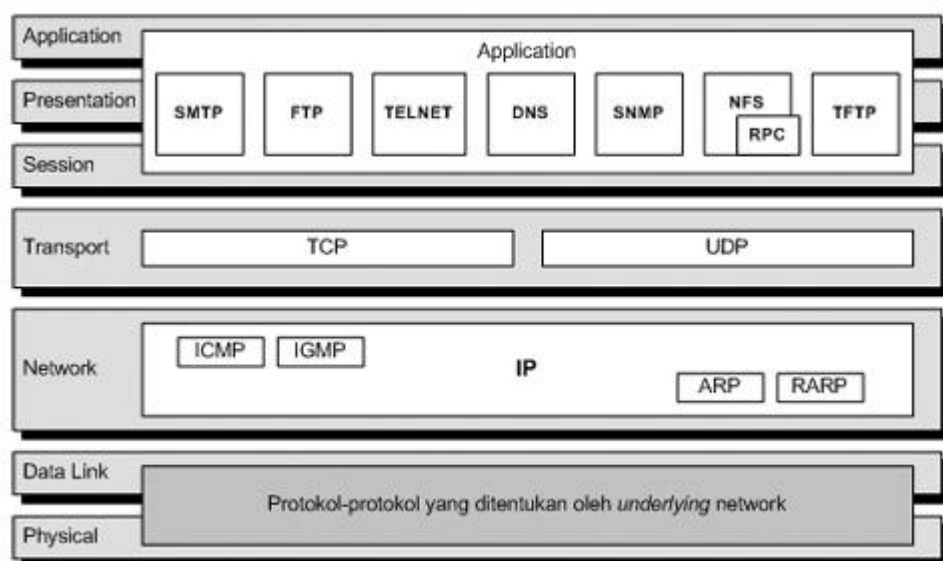 Application
Application
Presentation
SMTP
FTP
TELNET
DNS
SNMP
NFS
RPC
TFTP
Session
Transport
TCP
UDP
Network
ICMP
IGMP
IP
ARP
RARP
Data Link
Protokol-protokol yang ditentukan oleh underlying network
Physical